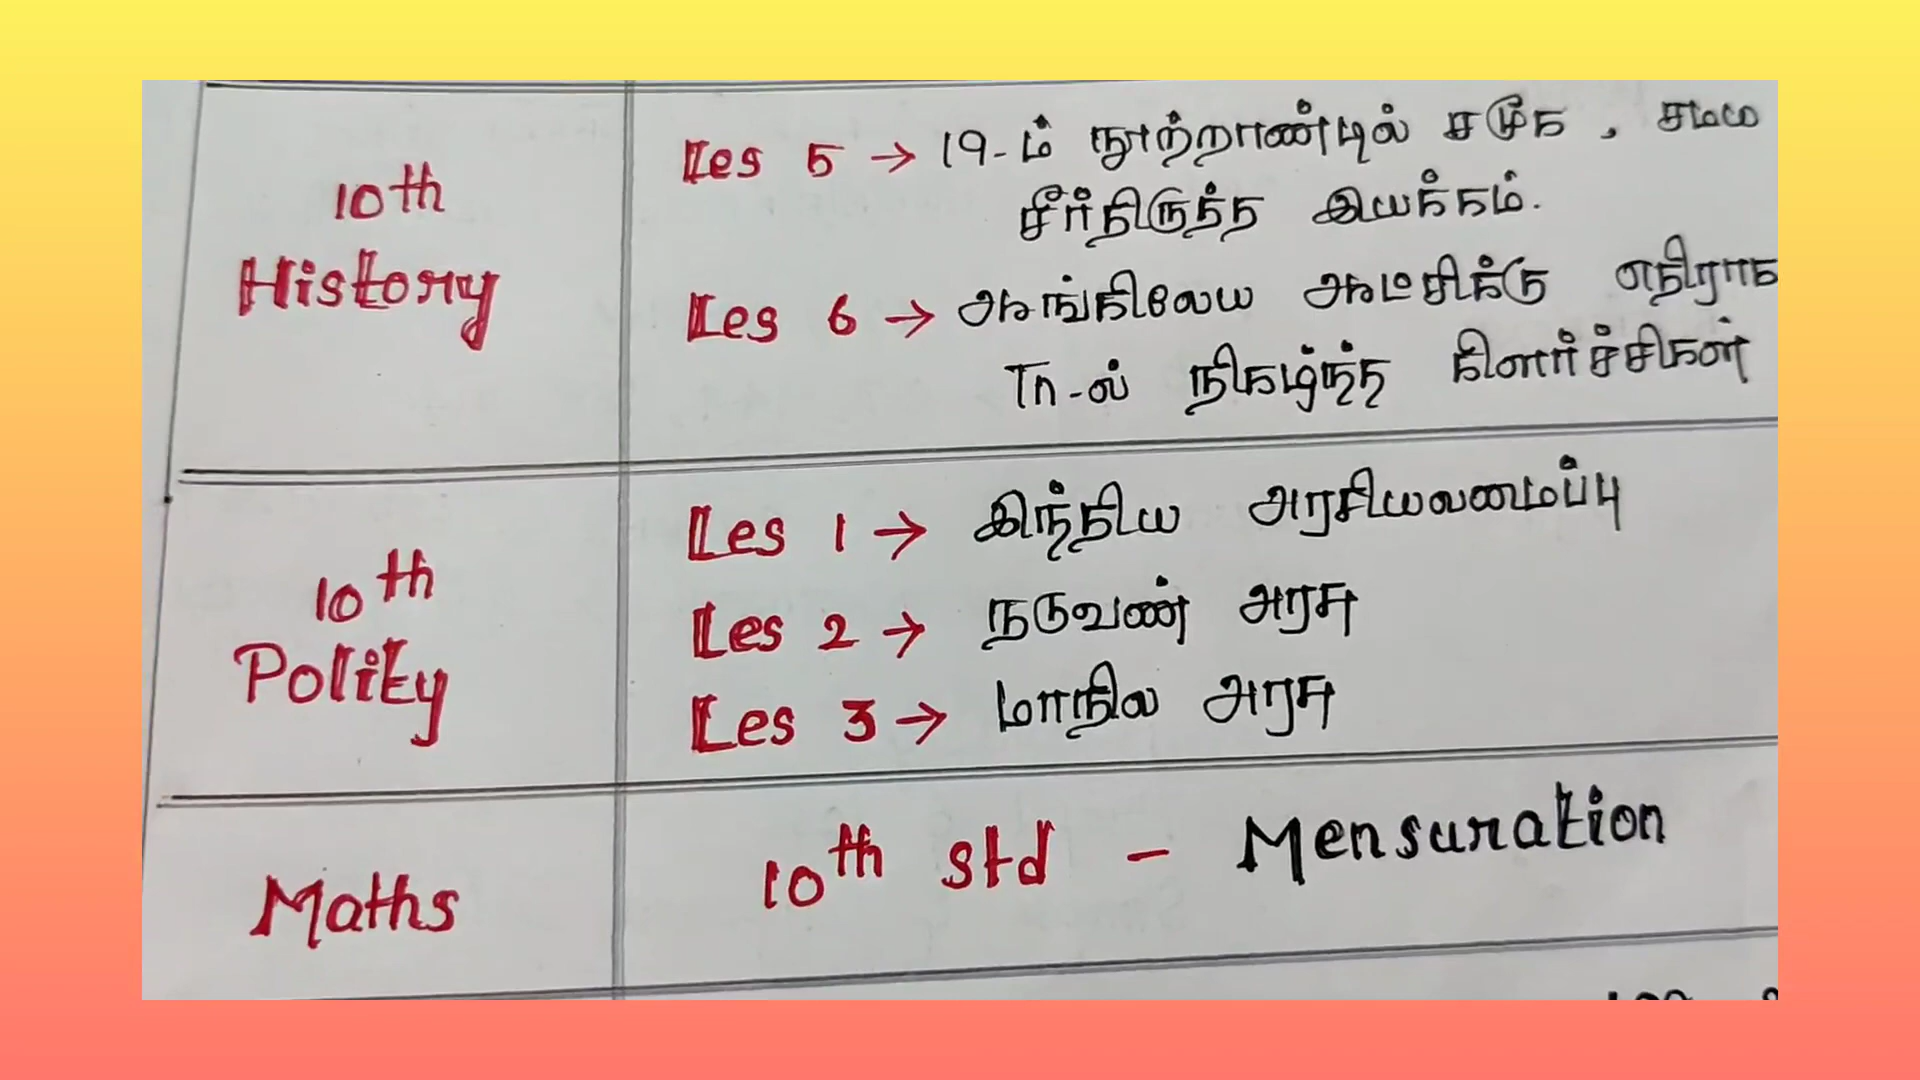 10th
History
Les 5 → 19-ம் நூற்றாண்டில் சமூக, சமய
சீர்திருத்த இயக்கம்.
Les 6 → ஆங்கிலேய ஆட்சிக்கு எதிராக
Tn-ல் நிகழ்ந்த கிளர்ச்சிகள்
10th
Polity
Les 1 → இந்திய அரசியலமைப்பு
Les 2 → நடுவண் அரசு
Les 3 → மாநில அரசு
Maths
10th std - Mensuration